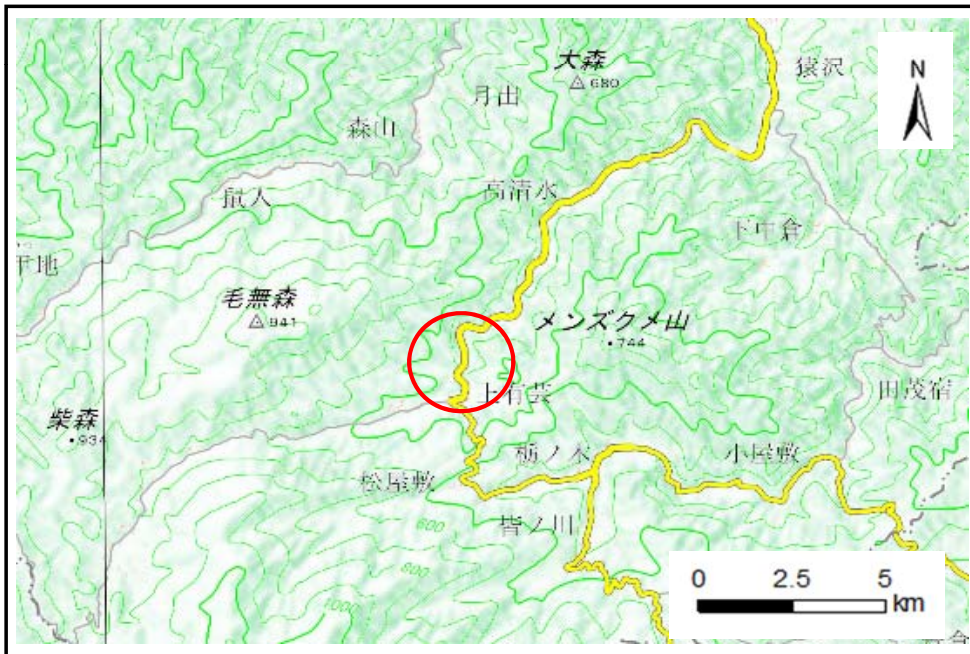 大森
680
猿沢
N
月出
森山
高清水
鼠入
下中倉
平地
毛無森
941
メンズクメ山
744
上有芸
田茂宿
柴森
934
栃ノ木
小屋敷
松屋敷
皆ノ川
600
800
1000
0 2.5 5
km